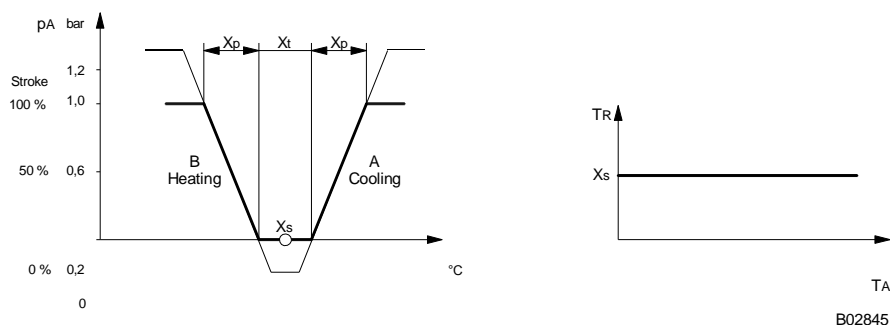 pA bar
Xp Xt Xp
1,2
Stroke
100 % 1,0
50 % 0,6
B
Heating
A
Cooling
Xs
0 % 0,2
°C
0
TR
Xs
TA
B02845